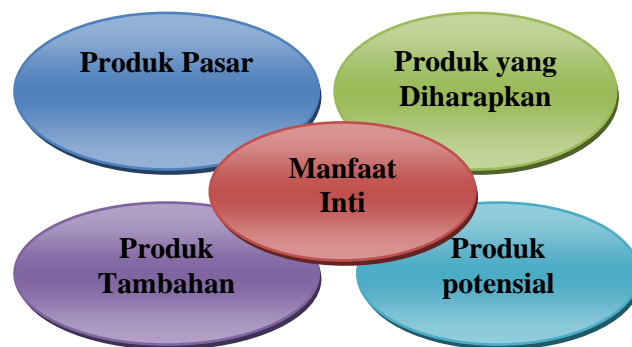 Produk Pasar
Produk yang
Diharapkan
Manfaat
Inti
Produk
Tambahan
Produk
potensial